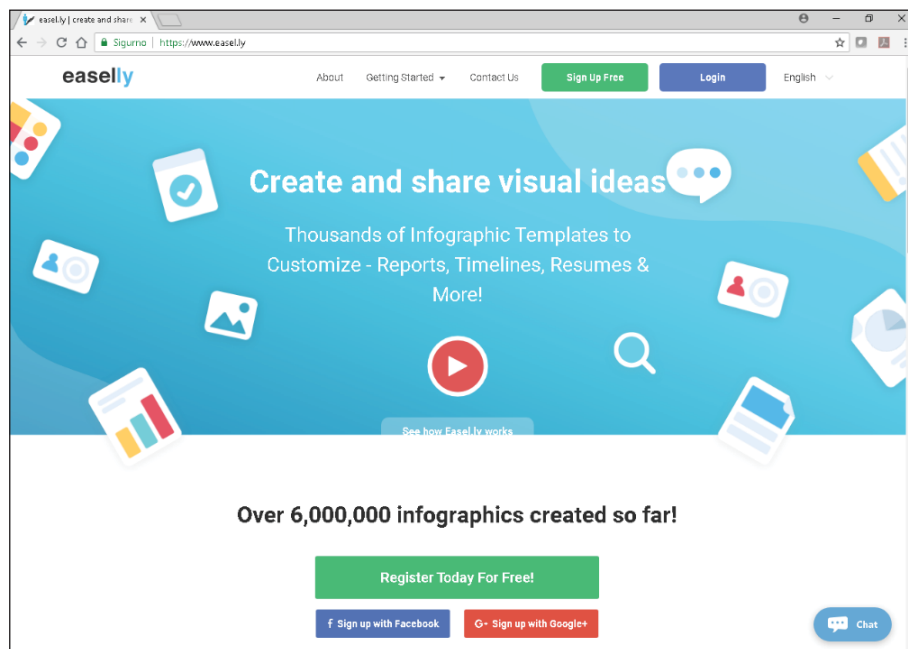 easel.ly | create and share
Sigurno | https://www.easel.ly
easelly
About Getting Started Contact Us Sign Up Free Login English
Create and share visual ideas
Thousands of Infographic Templates to
Customize - Reports, Timelines, Resumes &
More!
See how Easel.ly works
Over 6,000,000 infographics created so far!
Register Today For Free!
f Sign up with Facebook G+ Sign up with Google+
Chat